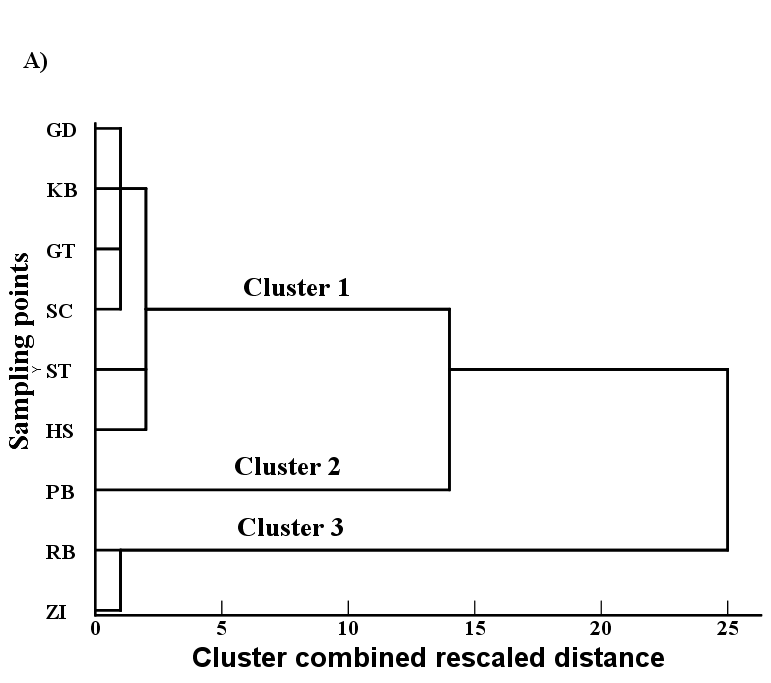 A)
GD
KB
GT
SC
ST
HS
PB
RB
ZI
Sampling points
Y
Cluster 1
Cluster 2
Cluster 3
0 5 10 15 20 25
Cluster combined rescaled distance